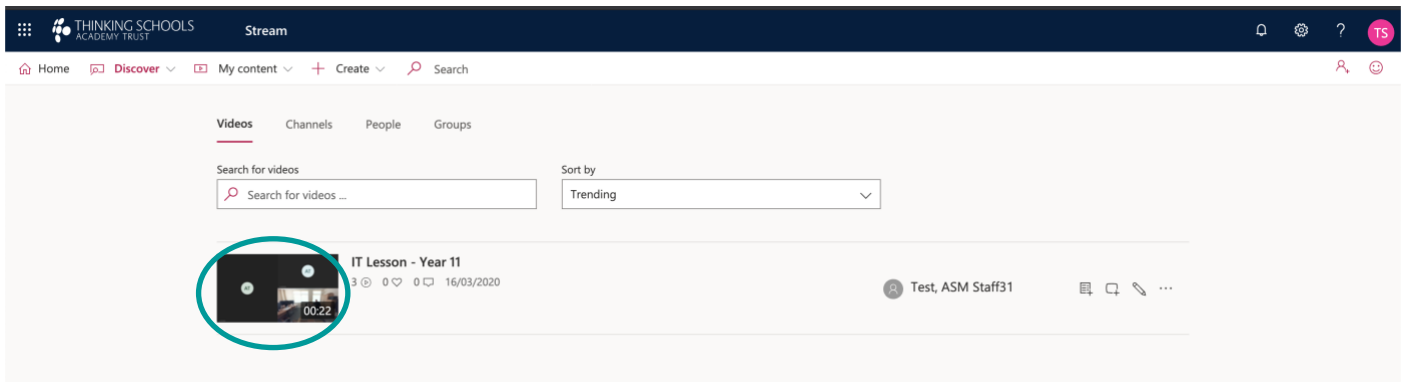 THINKING SCHOOLS
ACADEMY TRUST
Stream
?
TS
Home Discover My content Create Search
Videos Channels People Groups
Search for videos
Sort by
Search for videos ...
Trending
IT Lesson - Year 11
3 0 0 16/03/2020
00:22
Test, ASM Staff31
...